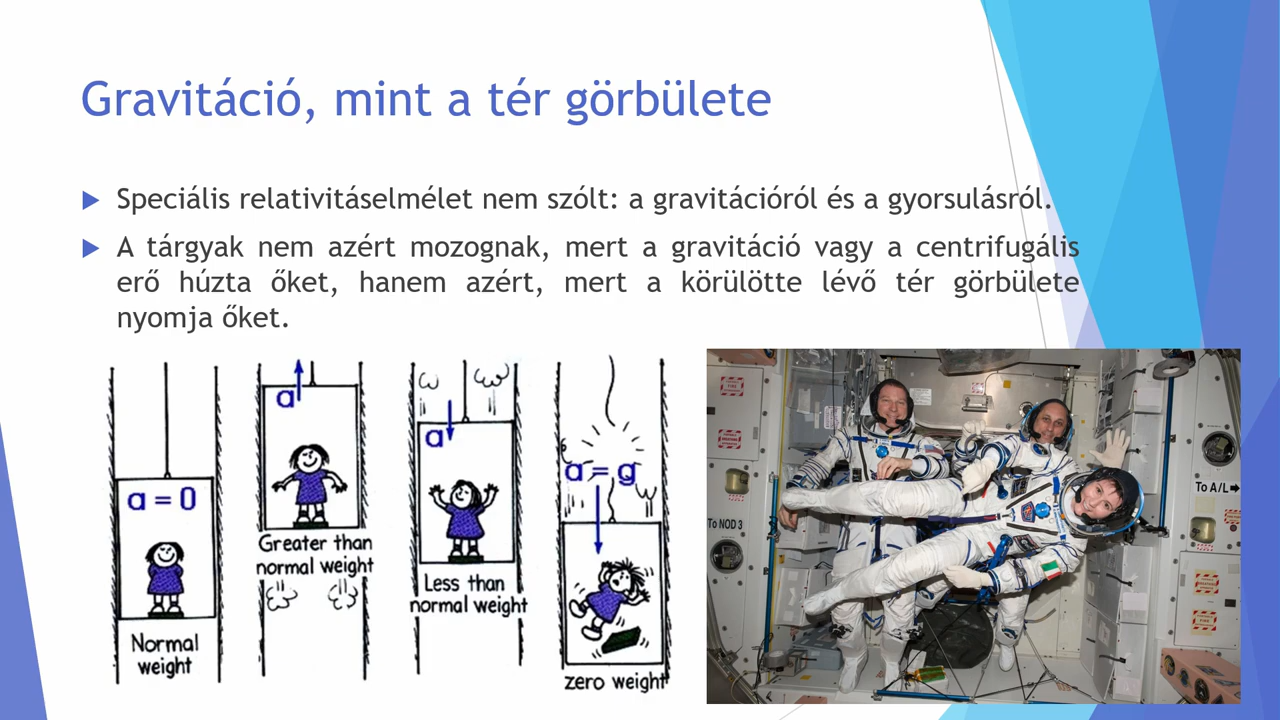 Gravitáció, mint a tér görbülete
Speciális relativitáselmélet nem szólt: a gravitációról és a gyorsulásról.
A tárgyak nem azért mozognak, mert a gravitáció vagy a centrifugális
erő húzta őket, hanem azért, mert a körülötte lévő tér görbülete
nyomja őket.
a = 0
Normal
weight
a
Greater than
normal weight
a
Less than
normal weight
a = g
zero weight
To NOD 3
To A/L